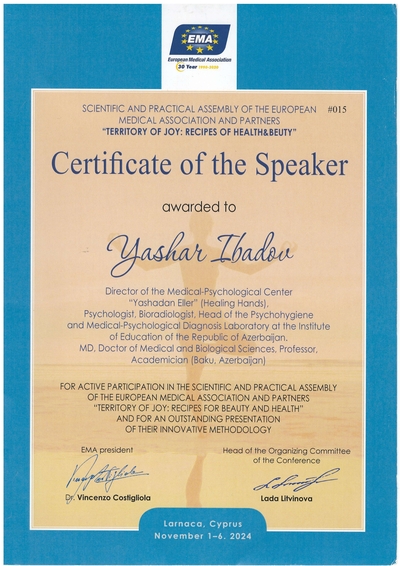 EMA
European Medical Association
30 Year 1994-2024
SCIENTIFIC AND PRACTICAL ASSEMBLY OF THE EUROPEAN #015
MEDICAL ASSOCIATION AND PARTNERS
"TERRITORY OF JOY: RECIPES OF HEALTH&BEUTY"
Certificate of the Speaker
awarded to
Yashar Ibadov
Director of the Medical-Psychological Center
"Yashadan Eller" (Healing Hands),
Psychologist, Bioradiologist, Head of the Psychohygiene
and Medical-Psychological Diagnosis Laboratory at the Institute
of Education of the Republic of Azerbaijan.
MD, Doctor of Medical and Biological Sciences, Professor,
Academician (Baku, Azerbaijan)
FOR ACTIVE PARTICIPATION IN THE SCIENTIFIC AND PRACTICAL ASSEMBLY
OF THE EUROPEAN MEDICAL ASSOCIATION AND PARTNERS
"TERRITORY OF JOY: RECIPES FOR BEAUTY AND HEALTH"
AND FOR AN OUTSTANDING PRESENTATION
OF THEIR INNOVATIVE METHODOLOGY
EMA president
Dr. Vincenzo Costigliola
Head of the Organizing Committee
of the Conference
Lada Litvinova
Larnaca, Cyprus
November 1–6. 2024